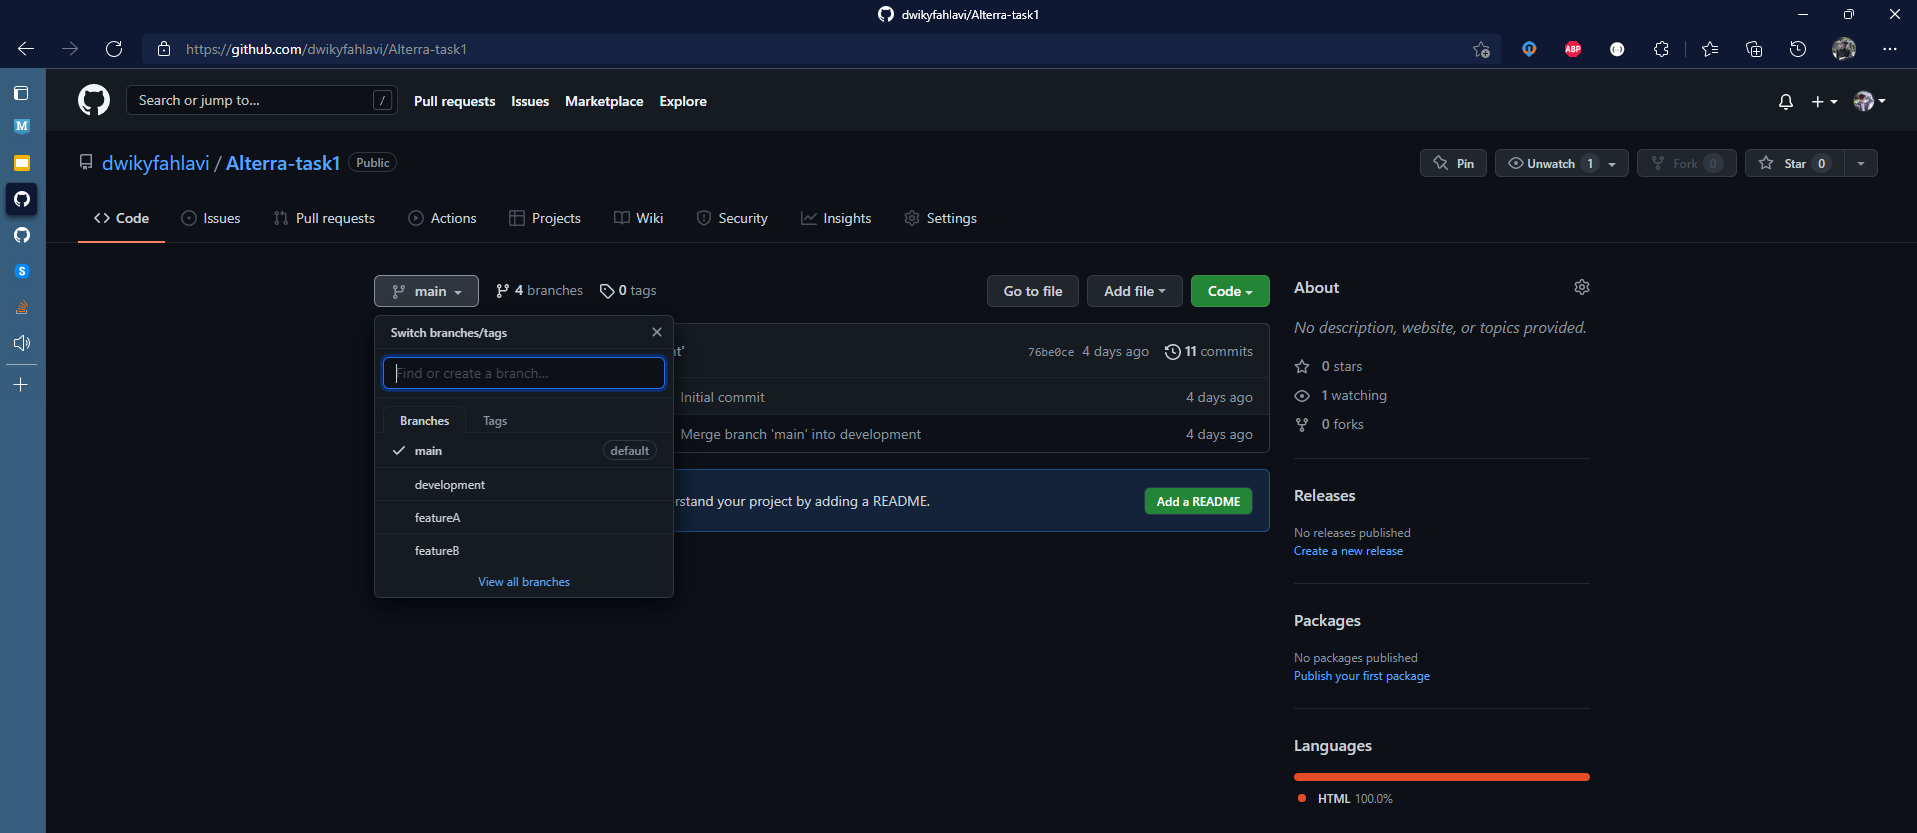 dwikyfahlavi/Alterra-task1
https://github.com/dwikyfahlavi/Alterra-task1
ABP
Search or jump to... /
Pull requests Issues Marketplace Explore
M
dwikyfahlavi / Alterra-task1 Public
Pin Unwatch 1 Fork 0 Star 0
<> Code Issues Pull requests Actions Projects Wiki Security Insights Settings
S
main 4 branches 0 tags Go to file Add file Code
About
No description, website, or topics provided.
Switch branches/tags
t' 76be0ce 4 days ago 11 commits
Find or create a branch...
0 stars
Initial commit 4 days ago
1 watching
Branches Tags
0 forks
Merge branch 'main' into development 4 days ago
main default
development
featureA
featureB
View all branches
rstand your project by adding a README. Add a README
Releases
No releases published
Create a new release
Packages
No packages published
Publish your first package
Languages
HTML 100.0%